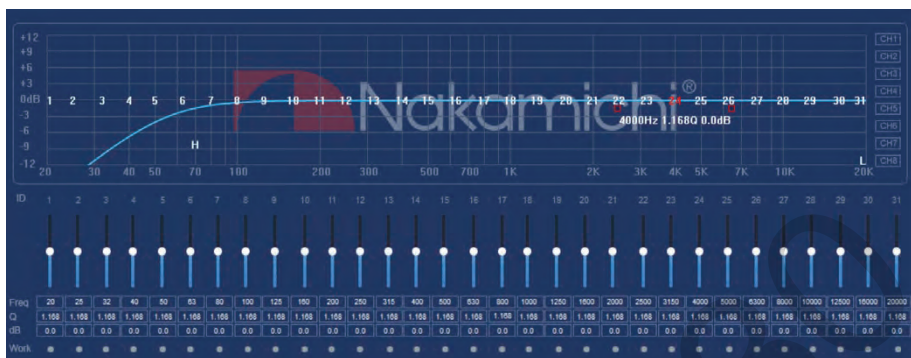 +12
+9
+6
+3
0dB
-3
-6
-9
-12
1 2 3 4 5 6 7 8 9 10 11 12 13 14 15 16 17 18 19 20 21 22 23 24 25 26 27 28 29 30 31
Nakamichi®
4000Hz 1.168Q 0.0dB
H
L
20 30 40 50 70 100 200 300 500 700 1K 2K 3K 4K 5K 7K 10K 20K
CH1
CH2
CH3
CH4
CH5
CH6
CH7
CH8
ID 1 2 3 4 5 6 7 8 9 10 11 12 13 14 15 16 17 18 19 20 21 22 23 24 25 26 27 28 29 30 31
Freq 20 25 32 40 50 63 80 100 125 160 200 250 315 400 500 630 800 1000 1250 1600 2000 2500 3150 4000 5000 6300 8000 10000 12500 16000 20000
Q 1.168 1.168 1.168 1.168 1.168 1.168 1.168 1.168 1.168 1.168 1.168 1.168 1.168 1.168 1.168 1.168 1.168 1.168 1.168 1.168 1.168 1.168 1.168 1.168 1.168 1.168 1.168 1.168 1.168 1.168 1.168
dB 0.0 0.0 0.0 0.0 0.0 0.0 0.0 0.0 0.0 0.0 0.0 0.0 0.0 0.0 0.0 0.0 0.0 0.0 0.0 0.0 0.0 0.0 0.0 0.0 0.0 0.0 0.0 0.0 0.0 0.0 0.0
Work